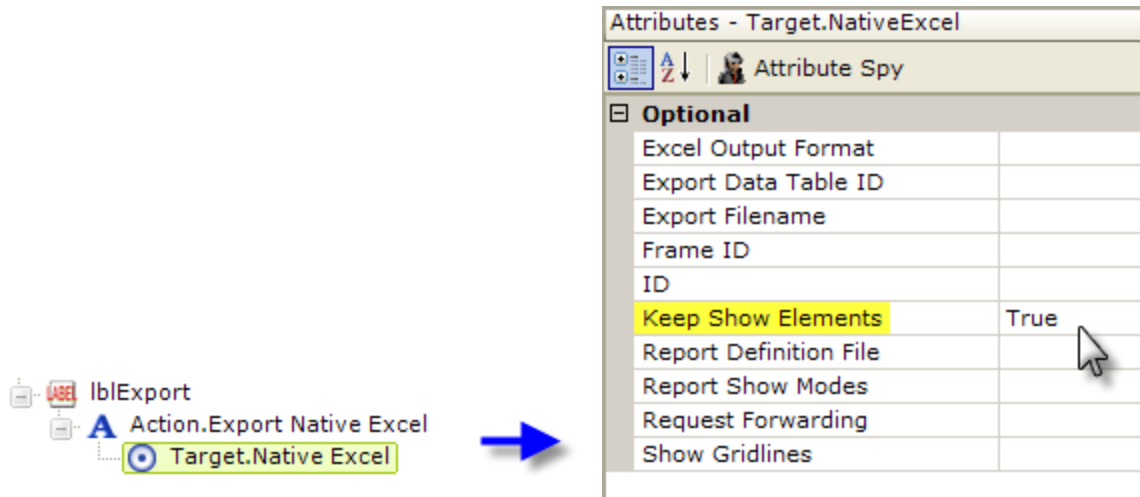 Attributes - Target.NativeExcel
A
Z
Attribute Spy
Optional
Excel Output Format
Export Data Table ID
Export Filename
Frame ID
ID
Keep Show Elements True
Report Definition File
Report Show Modes
Request Forwarding
Show Gridlines
LABEL lblExport
A Action.Export Native Excel
Target.Native Excel